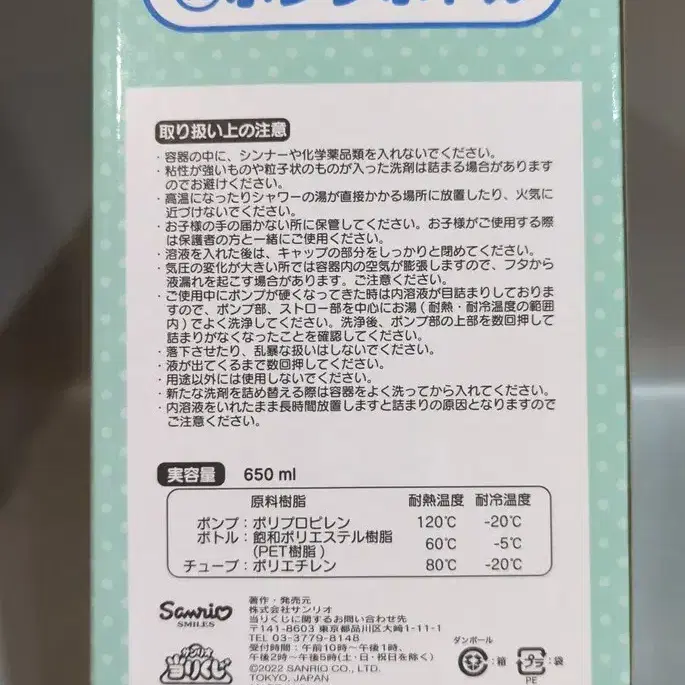 ポンプボトル
取り扱い上の注意
・容器の中に、シンナーや化学薬品類を入れないでください。
・粘性が強いものや粒子状のものが入った洗剤は詰まる場合があります
のでお避けください。
・高温になったりシャワーの湯が直接かかる場所に放置したり、火気に
近づけないでください。
・お子様の手の届かない所に保管してください。お子様がご使用する際
は保護者の方と一緒にご使用ください。
・溶液を入れた後は、キャップの部分をしっかりと閉めてください。
・気圧の変化が大きい所では容器内の空気が膨張しますので、フタから
液漏れを起こす場合があります。ご注意ください。
・ご使用中にポンプが硬くなってきた時は内溶液が目詰まりしておりま
すので、ポンプ部、ストロー部を中心にお湯(耐熱・耐冷温度の範囲
内)でよく洗浄してください。洗浄後、ポンプ部の上部を数回押して
詰まりがなくなったことを確認してください。
・落下させたり、乱暴な扱いはしないでください。
・液が出てくるまで数回押してください。
・用途以外には使用しないでください。
・新たな洗剤を詰め替える際は容器をよく洗ってから入れてください。
・内溶液をいれたまま長時間放置しますと詰まりの原因となりますので
ご注意ください。
実容量 650 ml
原料樹脂 耐熱温度 耐冷温度
ポンプ:ポリプロピレン 120℃ -20℃
ボトル:飽和ポリエステル樹脂 60℃ -5℃
(PET樹脂)
チューブ:ポリエチレン 80℃ -20℃
Sanrio
SMILES
サンリオ
当りくじ
著作・発売元
株式会社サンリオ
当りくじに関するお問い合わせ先
〒141-8603 東京都品川区大崎1-11-1
TEL 03-3779-8148
受付時間:午前10時〜午後1時、
午後2時〜午後5時(土・日・祝日を除く)
©2022 SANRIO CO., LTD.
TOKYO, JAPAN
ダンボール
:箱
プラ:袋
PE